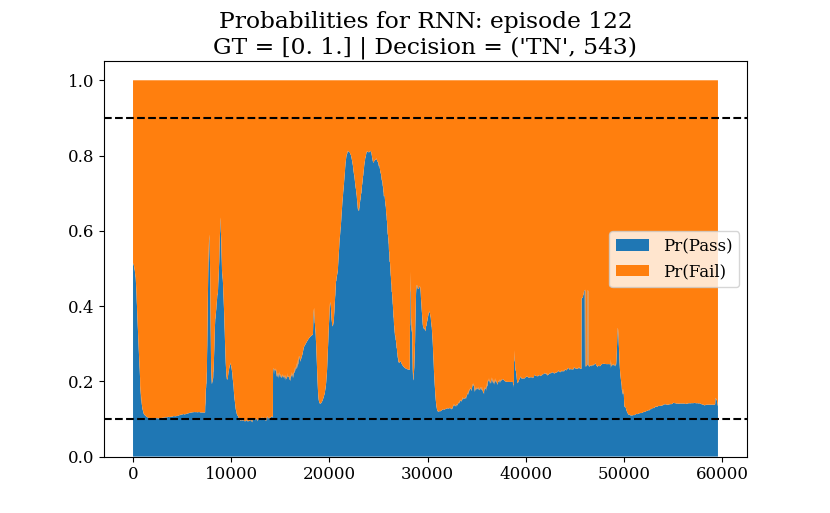 Probabilities for RNN: episode 122
GT = [0. 1.] | Decision = ('TN', 543)
1.0
0.8
0.6
0.4
0.2
0.0
Pr(Pass)
Pr(Fail)
0 10000 20000 30000 40000 50000 60000